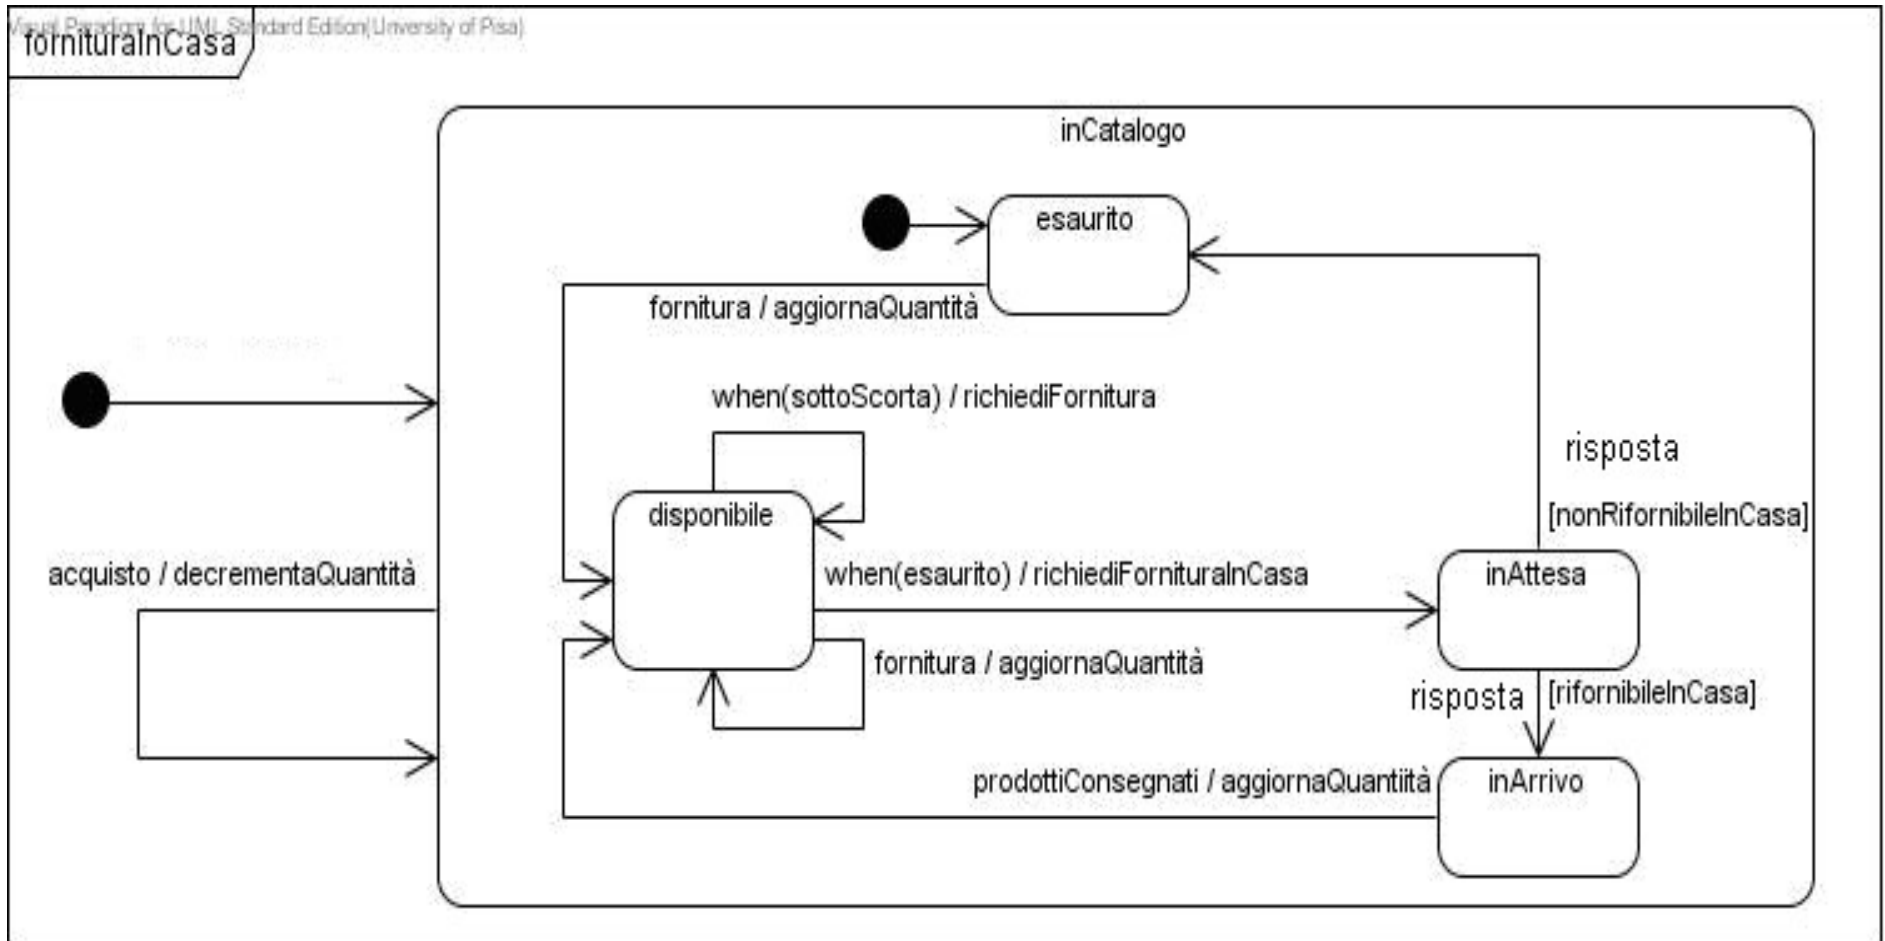 Visual Paradigm for UML Standard Edition(University of Pisa)
fornituraInCasa
inCatalogo
esaurito
fornitura / aggiornaQuantità
when(sottoScorta) / richiediFornitura
risposta
disponibile
[nonRifornibileInCasa]
acquisto / decrementaQuantità
when(esaurito) / richiediFornituraInCasa
inAttesa
fornitura / aggiornaQuantità
risposta
[rifornibileInCasa]
prodottiConsegnati / aggiornaQuantiità
inArrivo